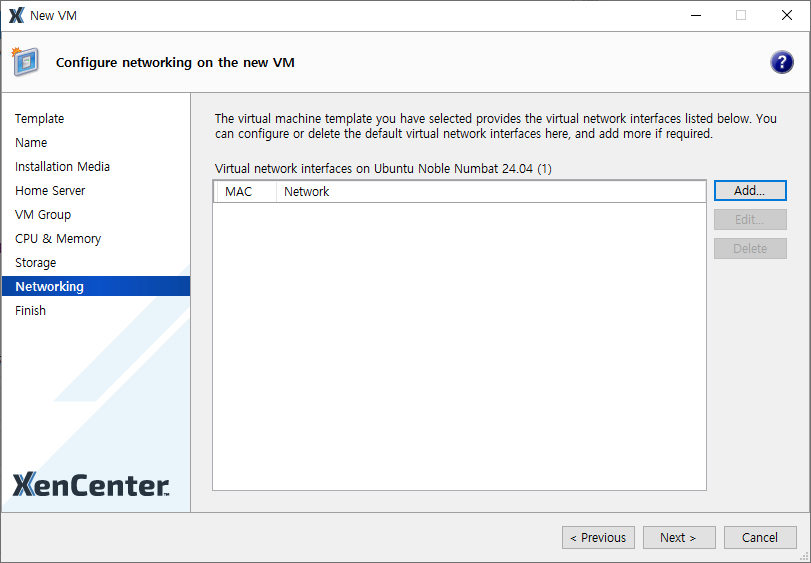 New VM
Configure networking on the new VM
?
Template
Name
Installation Media
Home Server
VM Group
CPU & Memory
Storage
Networking
Finish
XenCenter™
The virtual machine template you have selected provides the virtual network interfaces listed below. You
can configure or delete the default virtual network interfaces here, and add more if required.
Virtual network interfaces on Ubuntu Noble Numbat 24.04 (1)
MAC Network
Add...
Edit...
Delete
< Previous Next > Cancel